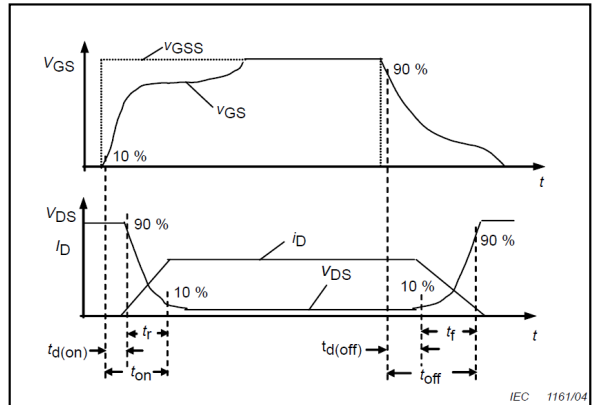 VGS
vGSS
90 %
vGS
10 %
t
VDS
ID
90 %
iD
VDS
90 %
10 %
10 %
t
tr
tf
td(on)
td(off)
ton
toff
IEC 1161/04